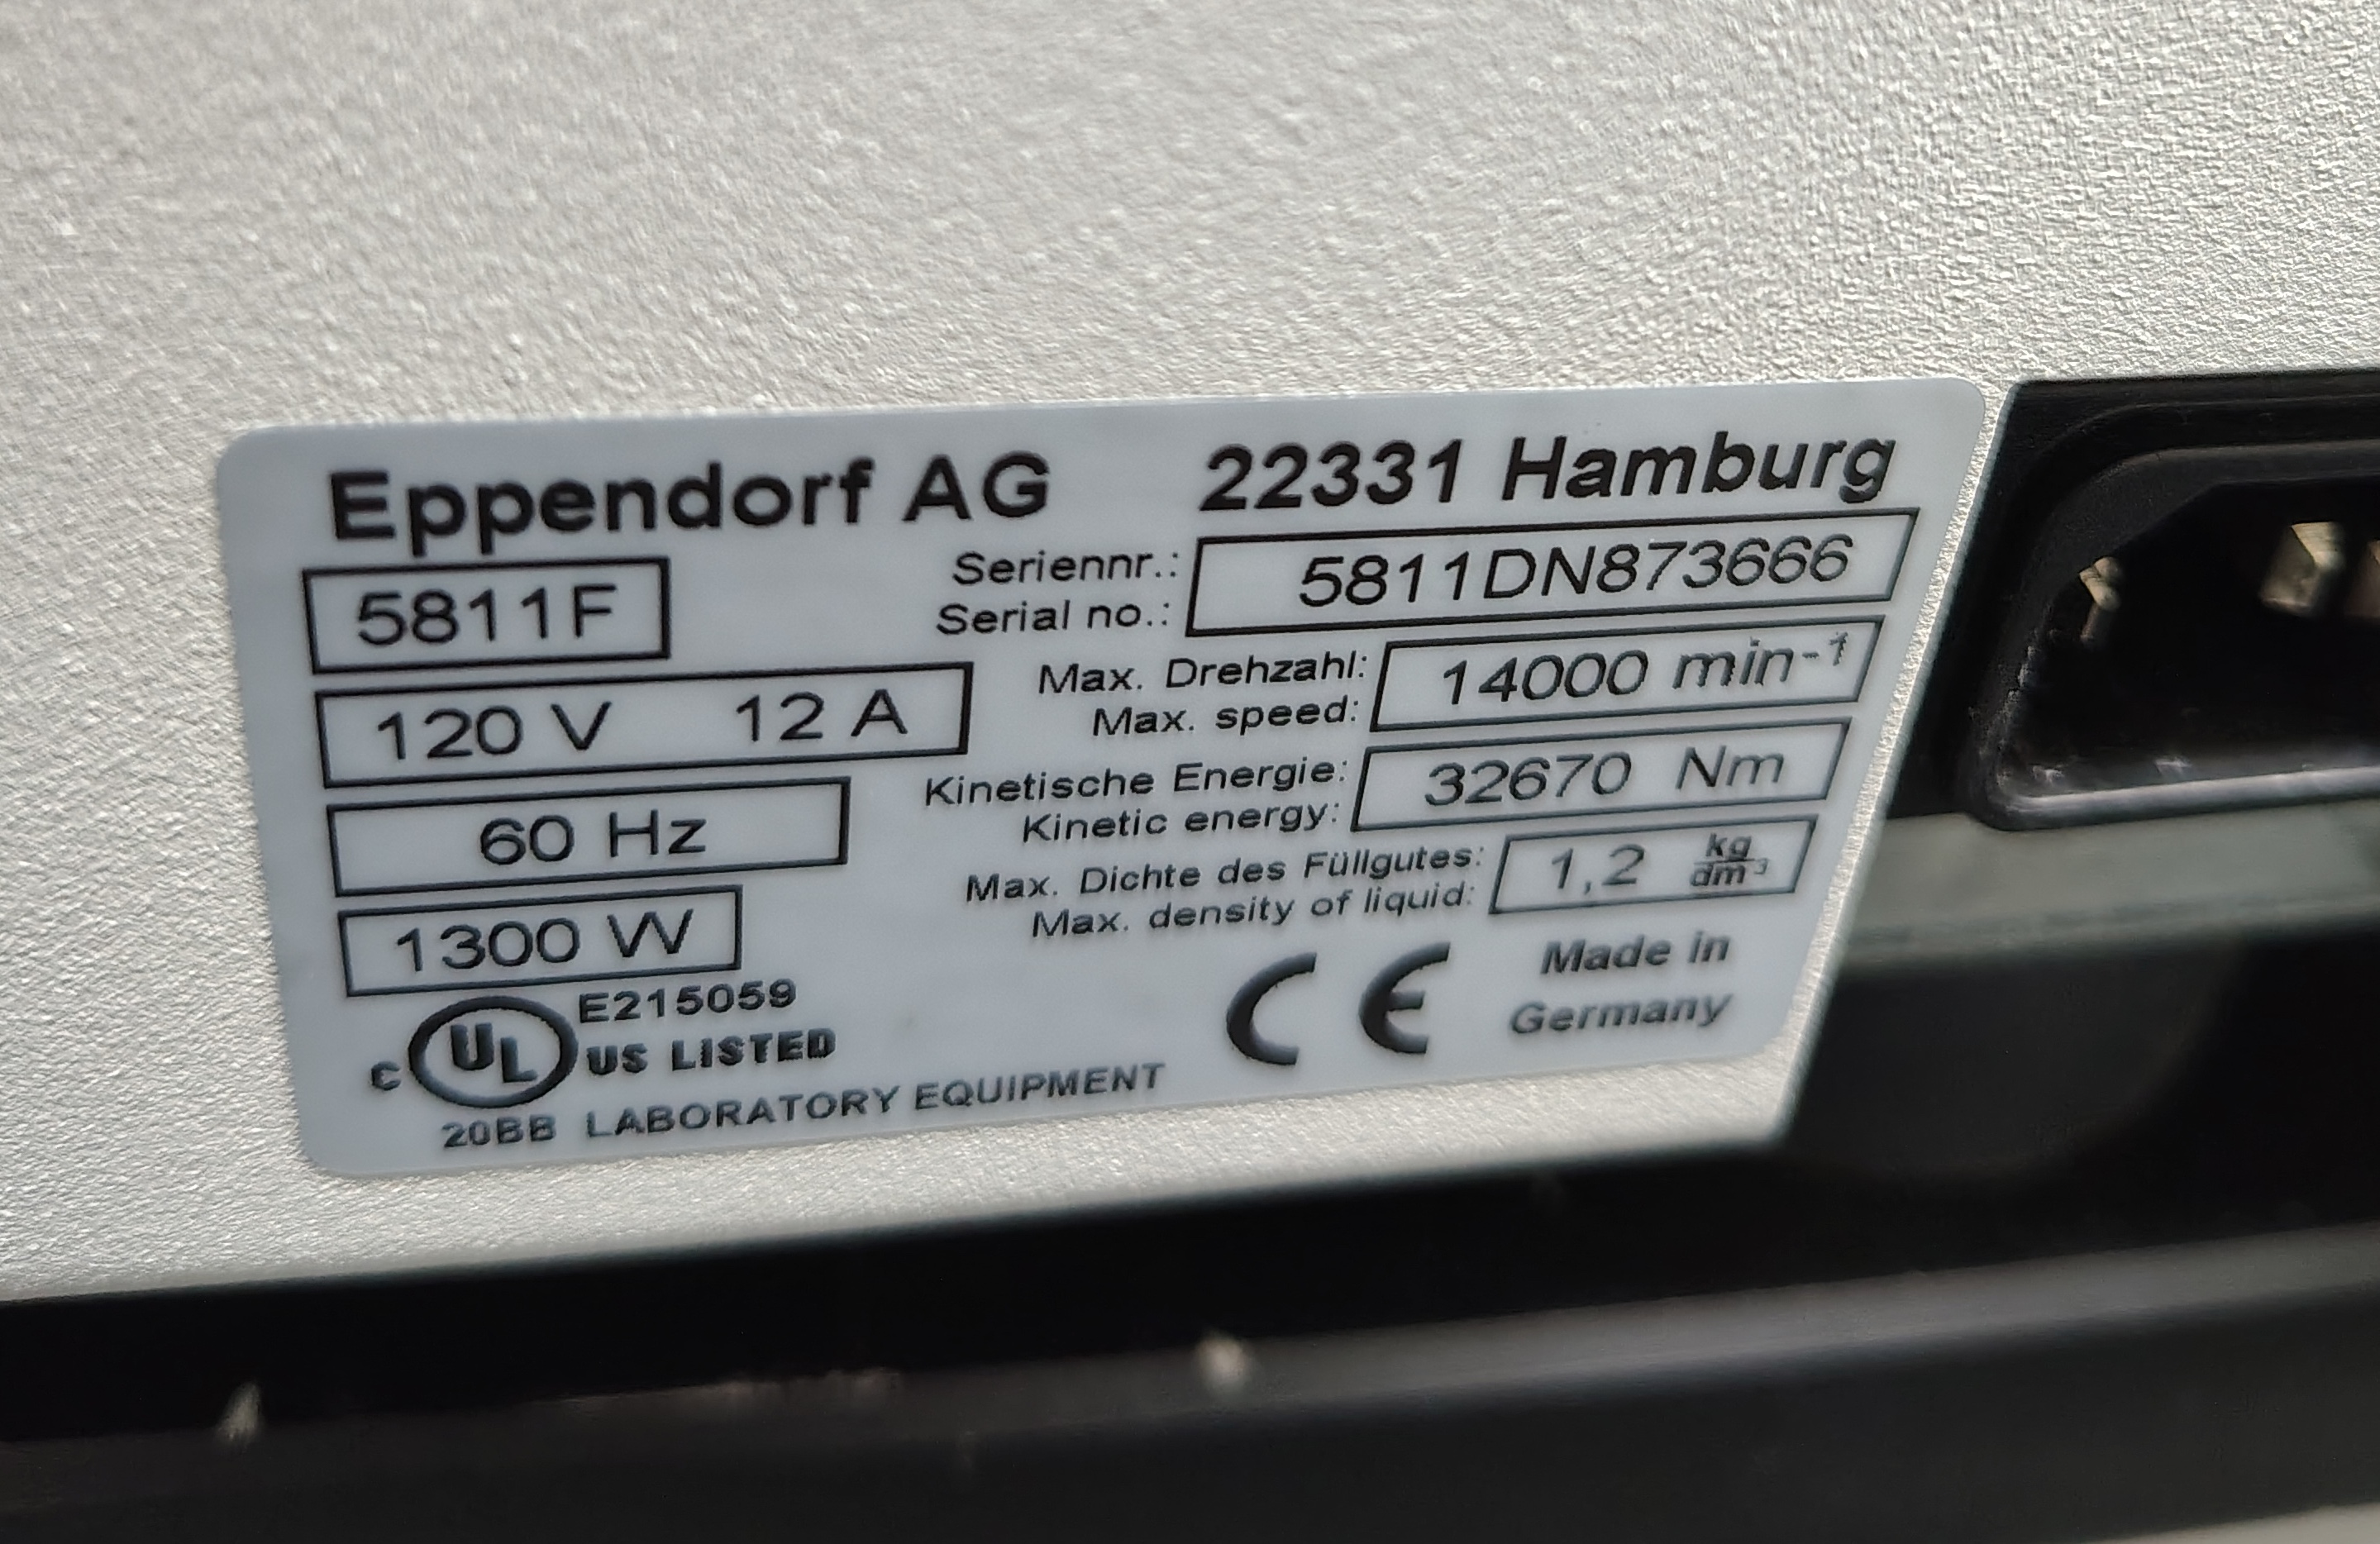 Eppendorf AG 22331 Hamburg
5811F
Seriennr.:
Serial no.:
5811DN873666
120 V 12 A
Max. Drehzahl:
Max. speed:
14000 min⁻¹
60 Hz
Kinetische Energie:
Kinetic energy:
32670 Nm
1300 W
Max. Dichte des Füllgutes:
Max. density of liquid:
1,2 kg/dm³
c UL US LISTED
E215059
20BB LABORATORY EQUIPMENT
CE
Made in
Germany